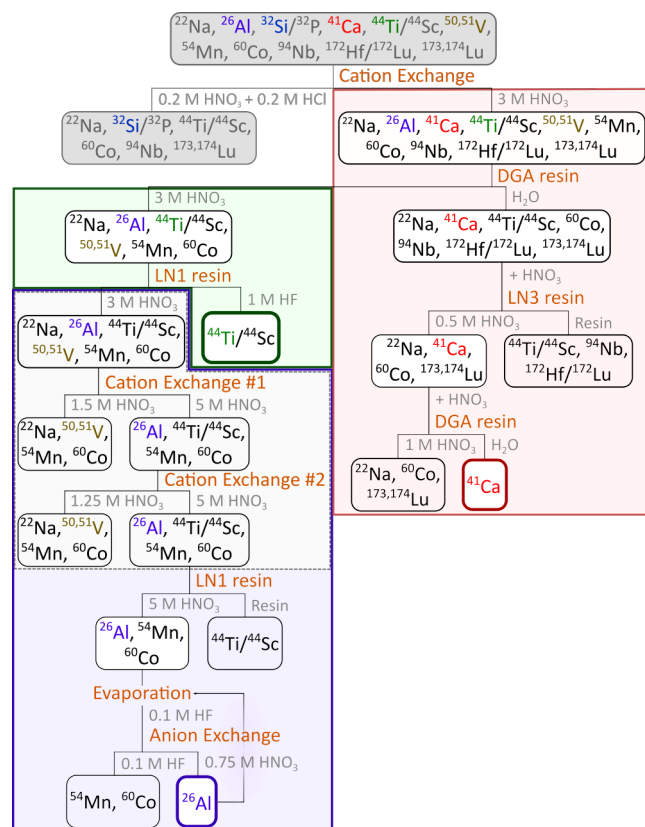 ²²Na, ²⁶Al, ³²Si/³²P, ⁴¹Ca, ⁴⁴Ti/⁴⁴Sc, ⁵⁰,⁵¹V,
⁵⁴Mn, ⁶⁰Co, ⁹⁴Nb, ¹⁷²Hf/¹⁷²Lu, ¹⁷³,¹⁷⁴Lu
Cation Exchange
0.2 M HNO₃ + 0.2 M HCl
3 M HNO₃
²²Na, ³²Si/³²P, ⁴⁴Ti/⁴⁴Sc,
⁶⁰Co, ⁹⁴Nb, ¹⁷³,¹⁷⁴Lu
²²Na, ²⁶Al, ⁴¹Ca, ⁴⁴Ti/⁴⁴Sc, ⁵⁰,⁵¹V, ⁵⁴Mn,
⁶⁰Co, ⁹⁴Nb, ¹⁷²Hf/¹⁷²Lu, ¹⁷³,¹⁷⁴Lu
DGA resin
3 M HNO₃
H₂O
²²Na, ²⁶Al, ⁴⁴Ti/⁴⁴Sc,
⁵⁰,⁵¹V, ⁵⁴Mn, ⁶⁰Co
²²Na, ⁴¹Ca, ⁴⁴Ti/⁴⁴Sc, ⁶⁰Co,
⁹⁴Nb, ¹⁷²Hf/¹⁷²Lu, ¹⁷³,¹⁷⁴Lu
LN1 resin
+ HNO₃
LN3 resin
3 M HNO₃
1 M HF
²²Na, ²⁶Al, ⁴⁴Ti/⁴⁴Sc,
⁵⁰,⁵¹V, ⁵⁴Mn, ⁶⁰Co
⁴⁴Ti/⁴⁴Sc
0.5 M HNO₃
Resin
²²Na, ⁴¹Ca,
⁶⁰Co, ¹⁷³,¹⁷⁴Lu
⁴⁴Ti/⁴⁴Sc, ⁹⁴Nb,
¹⁷²Hf/¹⁷²Lu
Cation Exchange #1
+ HNO₃
DGA resin
1.5 M HNO₃
5 M HNO₃
²²Na, ⁵⁰,⁵¹V,
⁵⁴Mn, ⁶⁰Co
²⁶Al, ⁴⁴Ti/⁴⁴Sc,
⁵⁴Mn, ⁶⁰Co
1 M HNO₃
H₂O
²²Na, ⁶⁰Co,
¹⁷³,¹⁷⁴Lu
⁴¹Ca
Cation Exchange #2
1.25 M HNO₃
5 M HNO₃
²²Na, ⁵⁰,⁵¹V,
⁵⁴Mn, ⁶⁰Co
²⁶Al, ⁴⁴Ti/⁴⁴Sc,
⁵⁴Mn, ⁶⁰Co
LN1 resin
5 M HNO₃
Resin
²⁶Al, ⁵⁴Mn,
⁶⁰Co
⁴⁴Ti/⁴⁴Sc
Evaporation
0.1 M HF
Anion Exchange
0.1 M HF
0.75 M HNO₃
⁵⁴Mn, ⁶⁰Co
²⁶Al